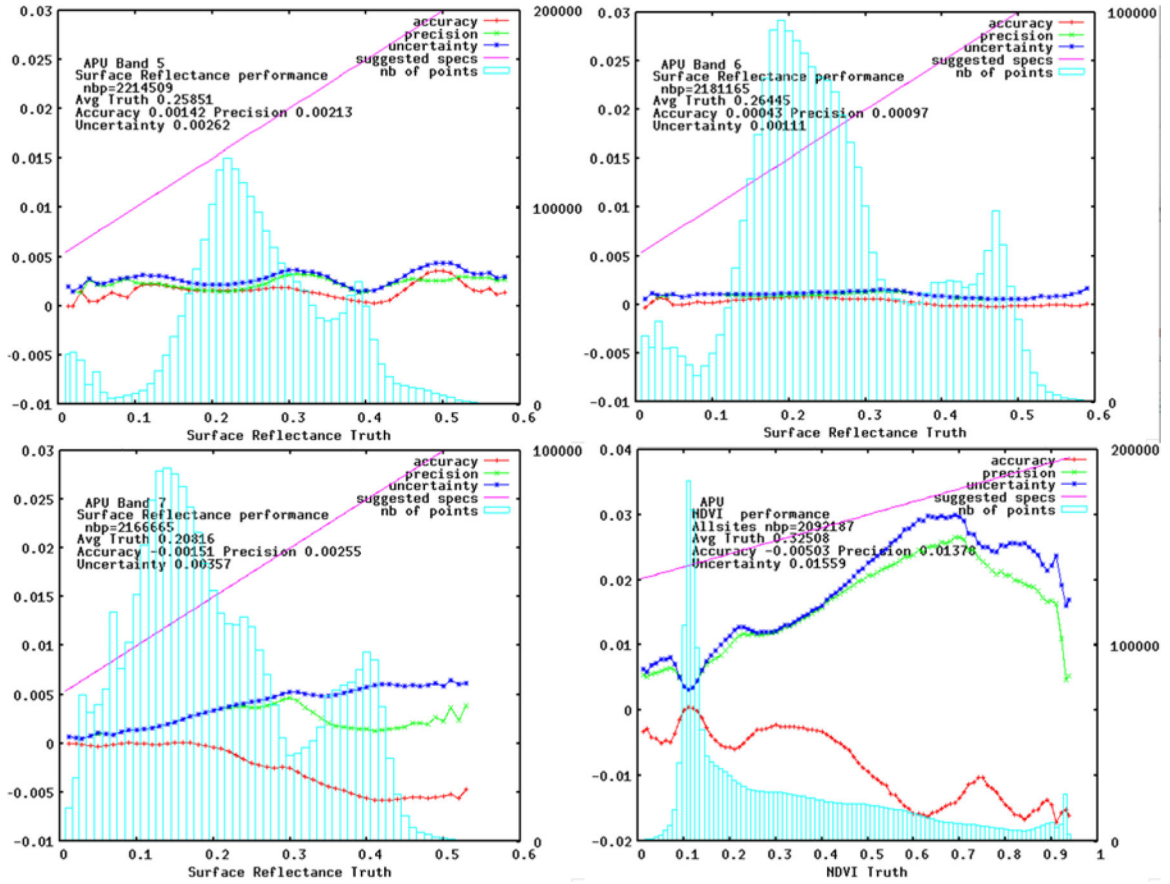 0.03
0.025
0.02
0.015
0.01
0.005
0
-0.005
-0.01
0 0.1 0.2 0.3 0.4 0.5 0.6
Surface Reflectance Truth
200000
100000
0
accuracy
precision
uncertainty
suggested specs
nb of points
APU Band 5
Surface Reflectance performance
nbp=2214509
Avg Truth 0.25851
Accuracy 0.00142 Precision 0.00213
Uncertainty 0.00262
0.03
0.025
0.02
0.015
0.01
0.005
0
-0.005
-0.01
0 0.1 0.2 0.3 0.4 0.5 0.6
Surface Reflectance Truth
100000
0
accuracy
precision
uncertainty
suggested specs
nb of points
APU Band 6
Surface Reflectance performance
nbp=2181165
Avg Truth 0.26445
Accuracy 0.00043 Precision 0.00097
Uncertainty 0.00111
0.03
0.025
0.02
0.015
0.01
0.005
0
-0.005
-0.01
0 0.1 0.2 0.3 0.4 0.5 0.6
Surface Reflectance Truth
100000
0
accuracy
precision
uncertainty
suggested specs
nb of points
APU Band 7
Surface Reflectance performance
nbp=2166665
Avg Truth 0.20816
Accuracy -0.00151 Precision 0.00255
Uncertainty 0.00357
0.04
0.03
0.02
0.01
0
-0.01
-0.02
0 0.1 0.2 0.3 0.4 0.5 0.6 0.7 0.8 0.9 1
NDVI Truth
200000
100000
0
accuracy
precision
uncertainty
suggested specs
nb of points
APU
NDVI performance
Allsites nbp=2092187
Avg Truth 0.32508
Accuracy -0.00503 Precision 0.01378
Uncertainty 0.01559